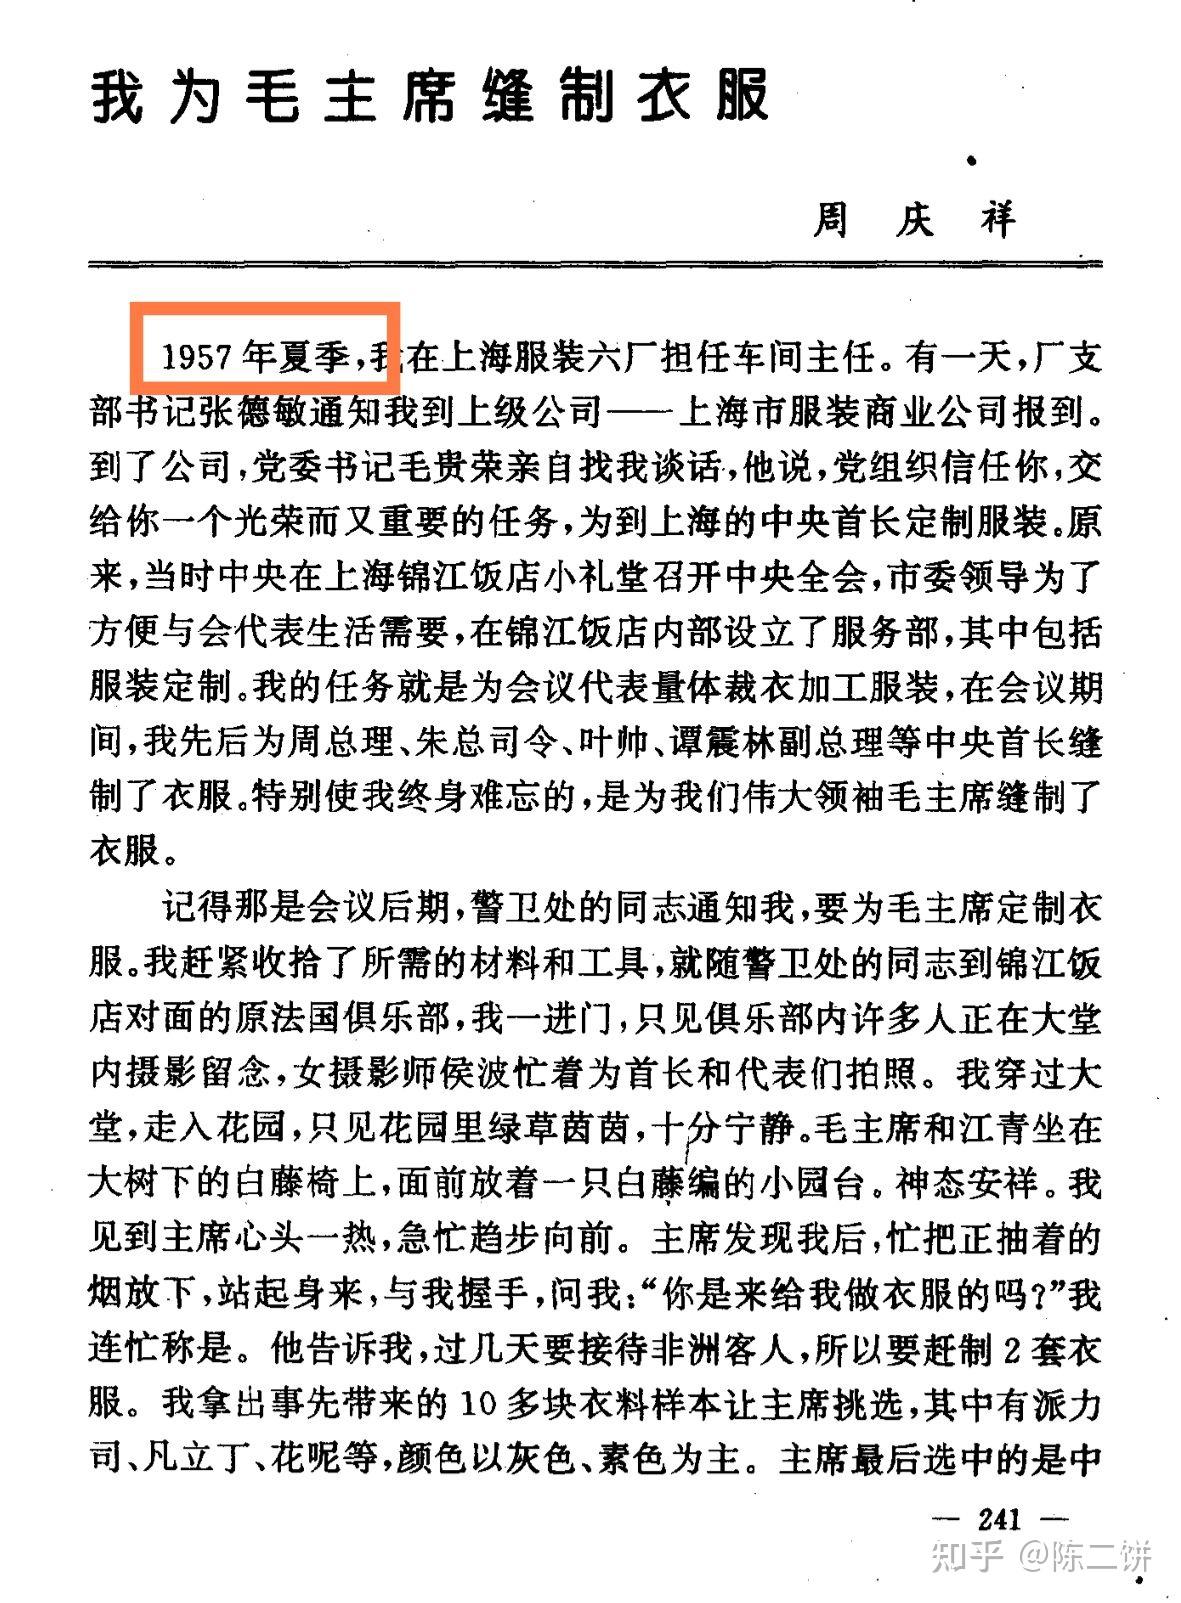 我为毛主席缝制衣服
周庆祥
1957年夏季,我在上海服装六厂担任车间主任。有一天,厂支
部书记张德敏通知我到上级公司——上海市服装商业公司报到。
到了公司,党委书记毛贵荣亲自找我谈话,他说,党组织信任你,交
给你一个光荣而又重要的任务,为到上海的中央首长定制服装。原
来,当时中央在上海锦江饭店小礼堂召开中央全会,市委领导为了
方便与会代表生活需要,在锦江饭店内部设立了服务部,其中包括
服装定制。我的任务就是为会议代表量体裁衣加工服装,在会议期
间,我先后为周总理、朱总司令、叶帅、谭震林副总理等中央首长缝
制了衣服。特别使我终身难忘的,是为我们伟大领袖毛主席缝制了
衣服。
记得那是会议后期,警卫处的同志通知我,要为毛主席定制衣
服。我赶紧收拾了所需的材料和工具,就随警卫处的同志到锦江饭
店对面的原法国俱乐部,我一进门,只见俱乐部内许多人正在大堂
内摄影留念,女摄影师侯波忙着为首长和代表们拍照。我穿过大
堂,走入花园,只见花园里绿草茵茵,十分宁静。毛主席和江青坐在
大树下的白藤椅上,面前放着一只白藤编的小园台。神态安祥。我
见到主席心头一热,急忙趋步向前。主席发现我后,忙把正抽着的
烟放下,站起身来,与我握手,问我:“你是来给我做衣服的吗?”我
连忙称是。他告诉我,过几天要接待非洲客人,所以要赶制2套衣
服。我拿出事先带来的10多块衣料样本让主席挑选,其中有派力
司、凡立丁、花呢等,颜色以灰色、素色为主。主席最后选中的是中
— 241 —
知乎 @陈二饼